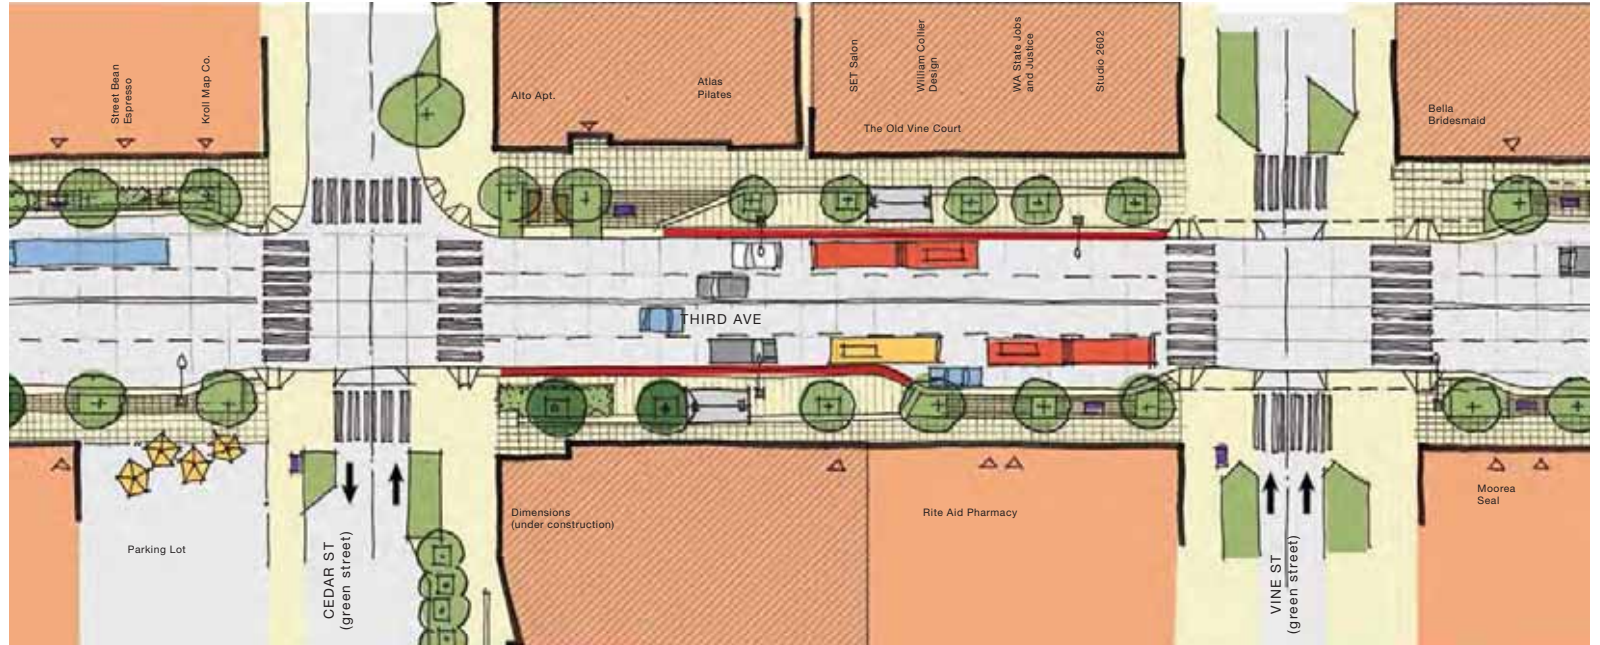 Street Bean
Espresso
Kroll Map Co.
Alto Apt.
Atlas
Pilates
SET Salon
William Collier
Design
WA State Jobs
and Justice
Studio 2602
The Old Vine Court
Bella
Bridesmaid
THIRD AVE
Parking Lot
CEDAR ST
(green street)
Dimensions
(under construction)
Rite Aid Pharmacy
VINE ST
(green street)
Moorea
Seal